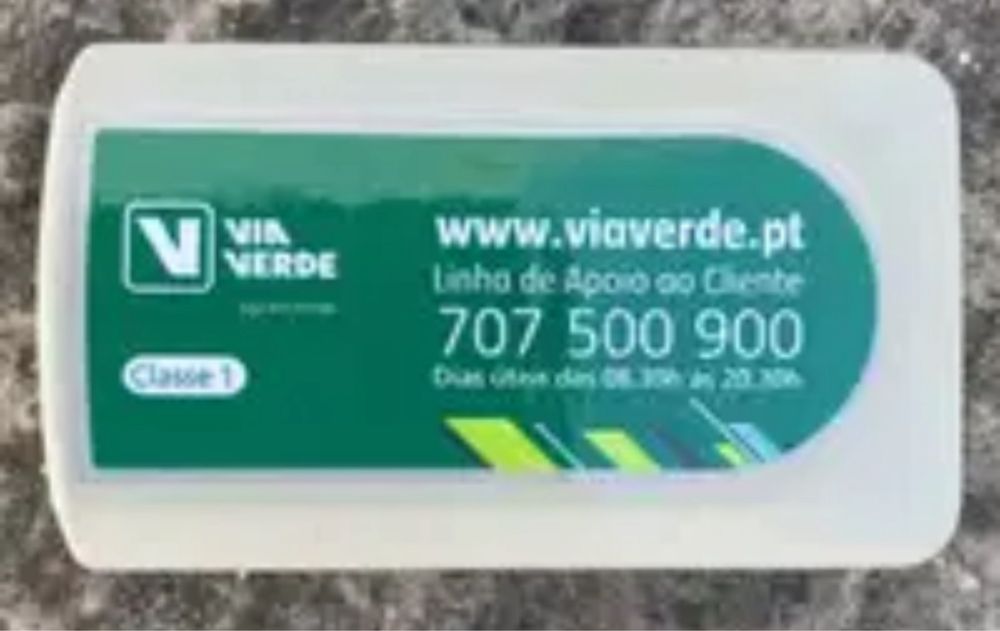 VIA
VERDE
Classe 1
www.viaverde.pt
Linha de Apoio ao Cliente
707 500 900
Dias úteis das 08.30h às 20.30h